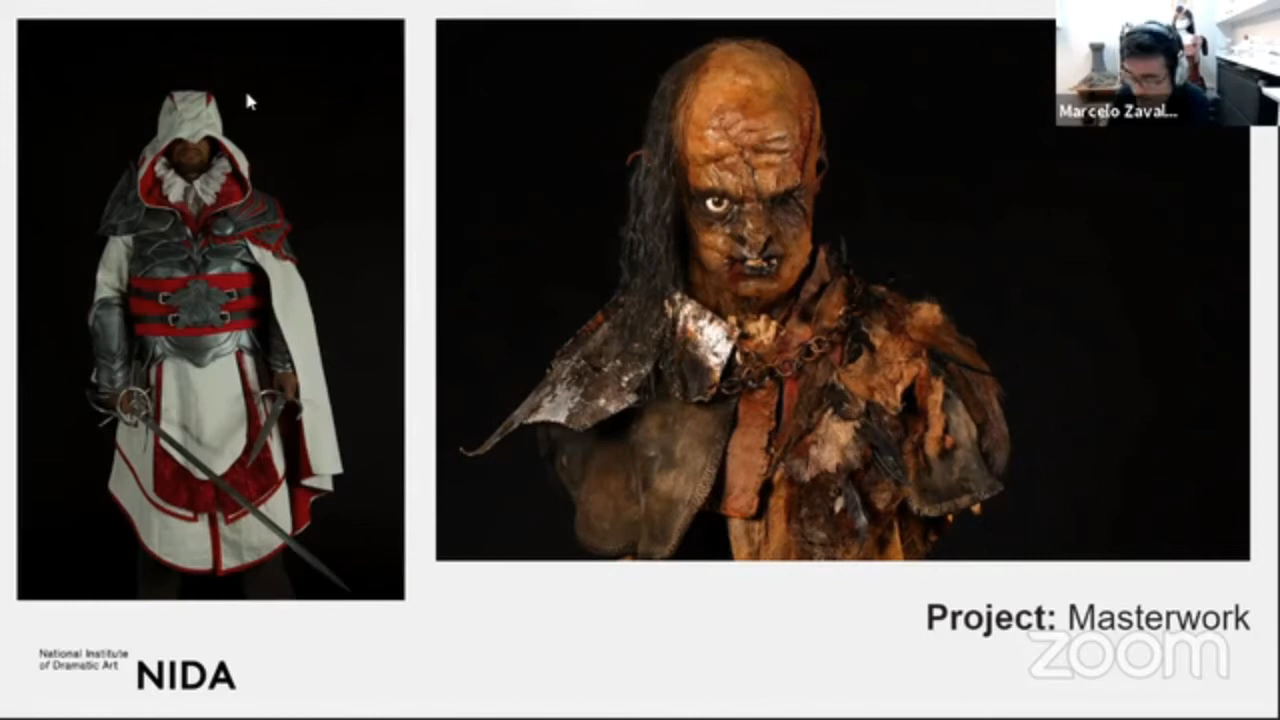 Marcelo Zaval...
Project: Masterwork
zoom
National Institute
of Dramatic Art
NIDA